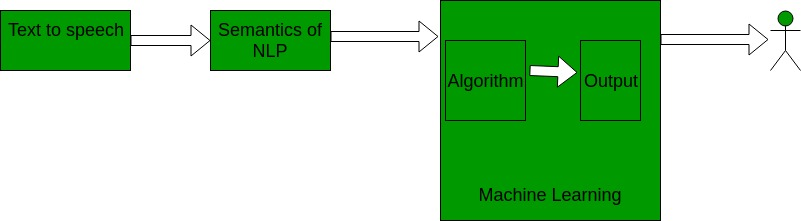 Text to speech
Semantics of
NLP
Algorithm
Output
Machine Learning